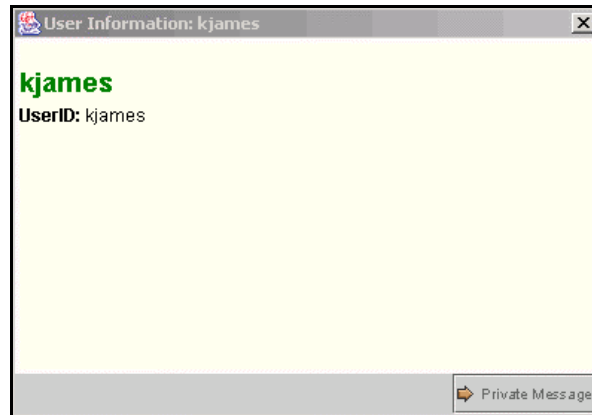 User Information: kjames
kjames
UserID: kjames
Private Message